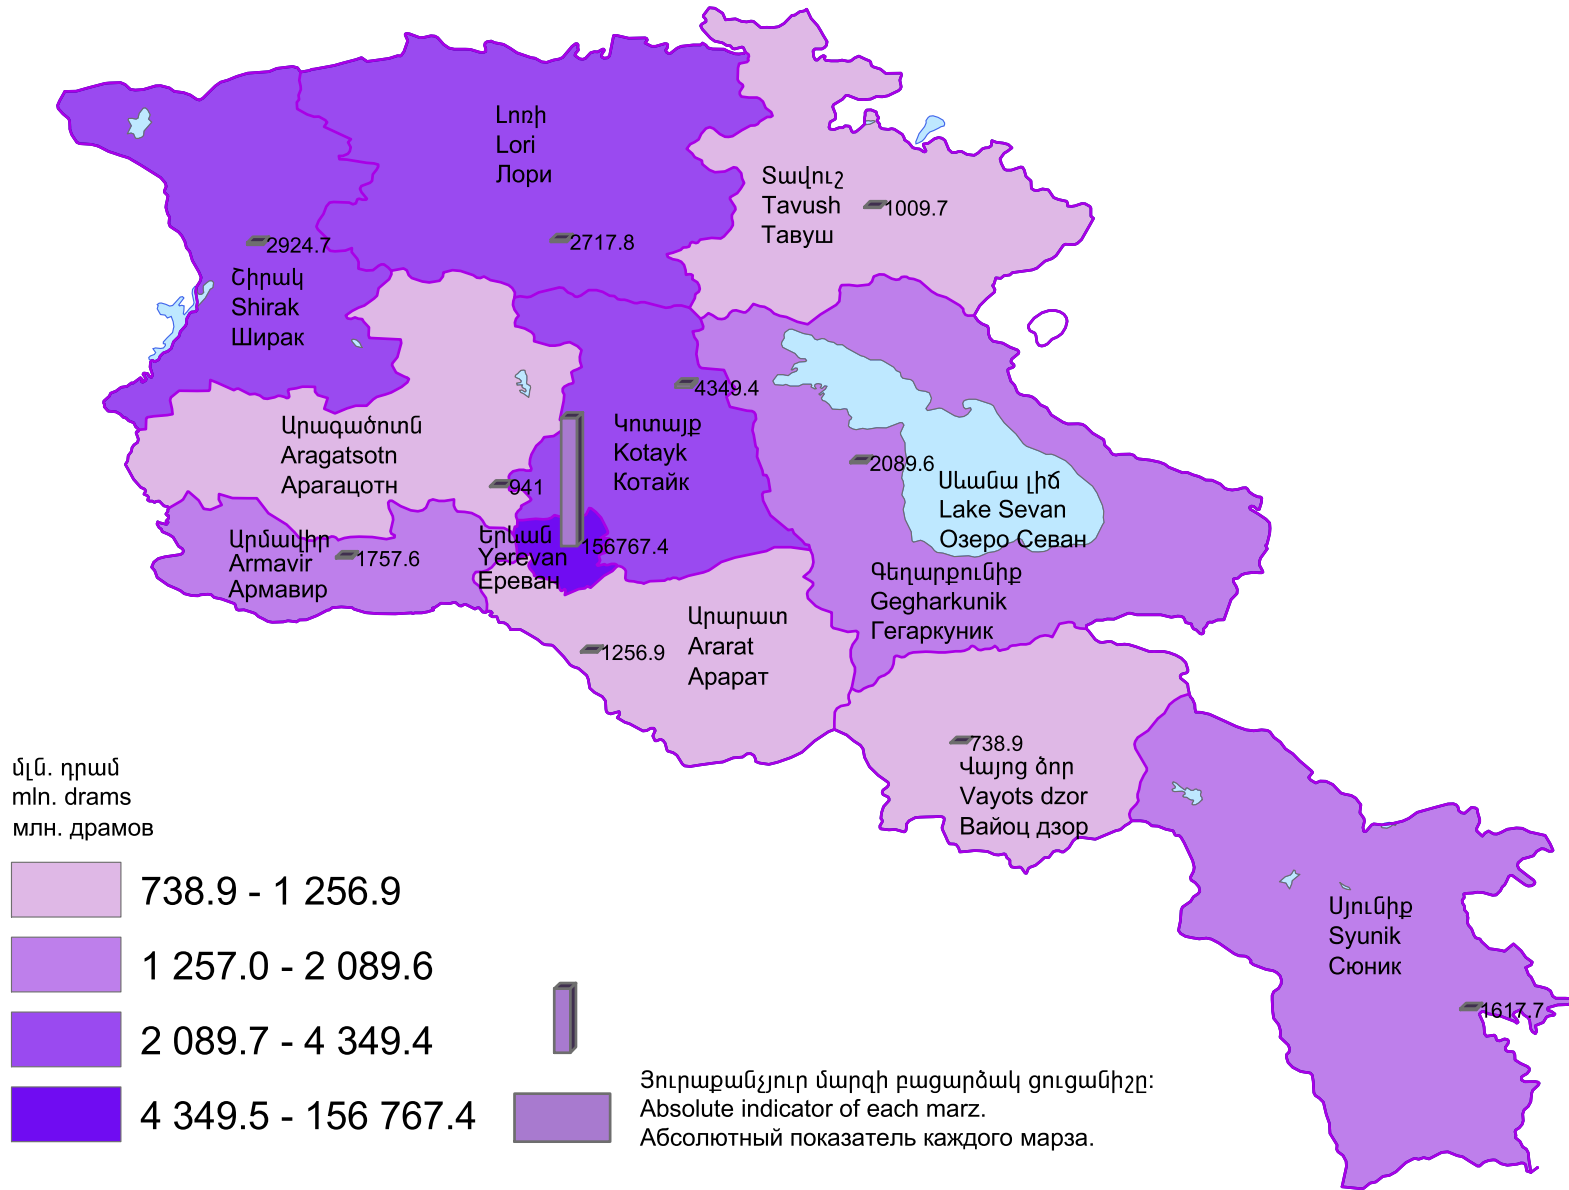 Լոռի
Lori
Лори
2717.8
Տավուշ
Tavush
Тавуш
1009.7
2924.7
Շիրակ
Shirak
Ширак
4349.4
Արագածոտն
Aragatsotn
Арагацотн
941
Կոտայք
Kotayk
Котайк
2089.6
Սևանա լիճ
Lake Sevan
Озеро Севан
Արմավիր
Armavir
Армавир
1757.6
Երևան
Yerevan
Ереван
156767.4
Գեղարքունիք
Gegharkunik
Гегаркуник
1256.9
Արարատ
Ararat
Арарат
738.9
Վայոց ձոր
Vayots dzor
Вайоц дзор
Սյունիք
Syunik
Сюник
1617.7
մլն. դրամ
mln. drams
млн. драмов
738.9 - 1 256.9
1 257.0 - 2 089.6
2 089.7 - 4 349.4
4 349.5 - 156 767.4
Յուրաքանչյուր մարզի բացարձակ ցուցանիշը:
Absolute indicator of each marz.
Абсолютный показатель каждого марза.